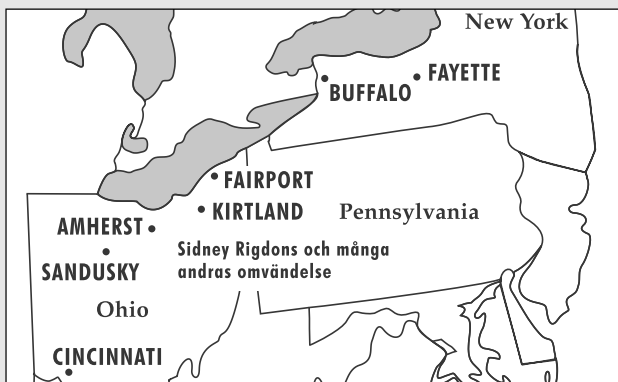 New York
FAYETTE
BUFFALO
FAIRPORT
KIRTLAND
Pennsylvania
AMHERST
Sidney Rigdons och många
andras omvändelse
SANDUSKY
Ohio
CINCINNATI